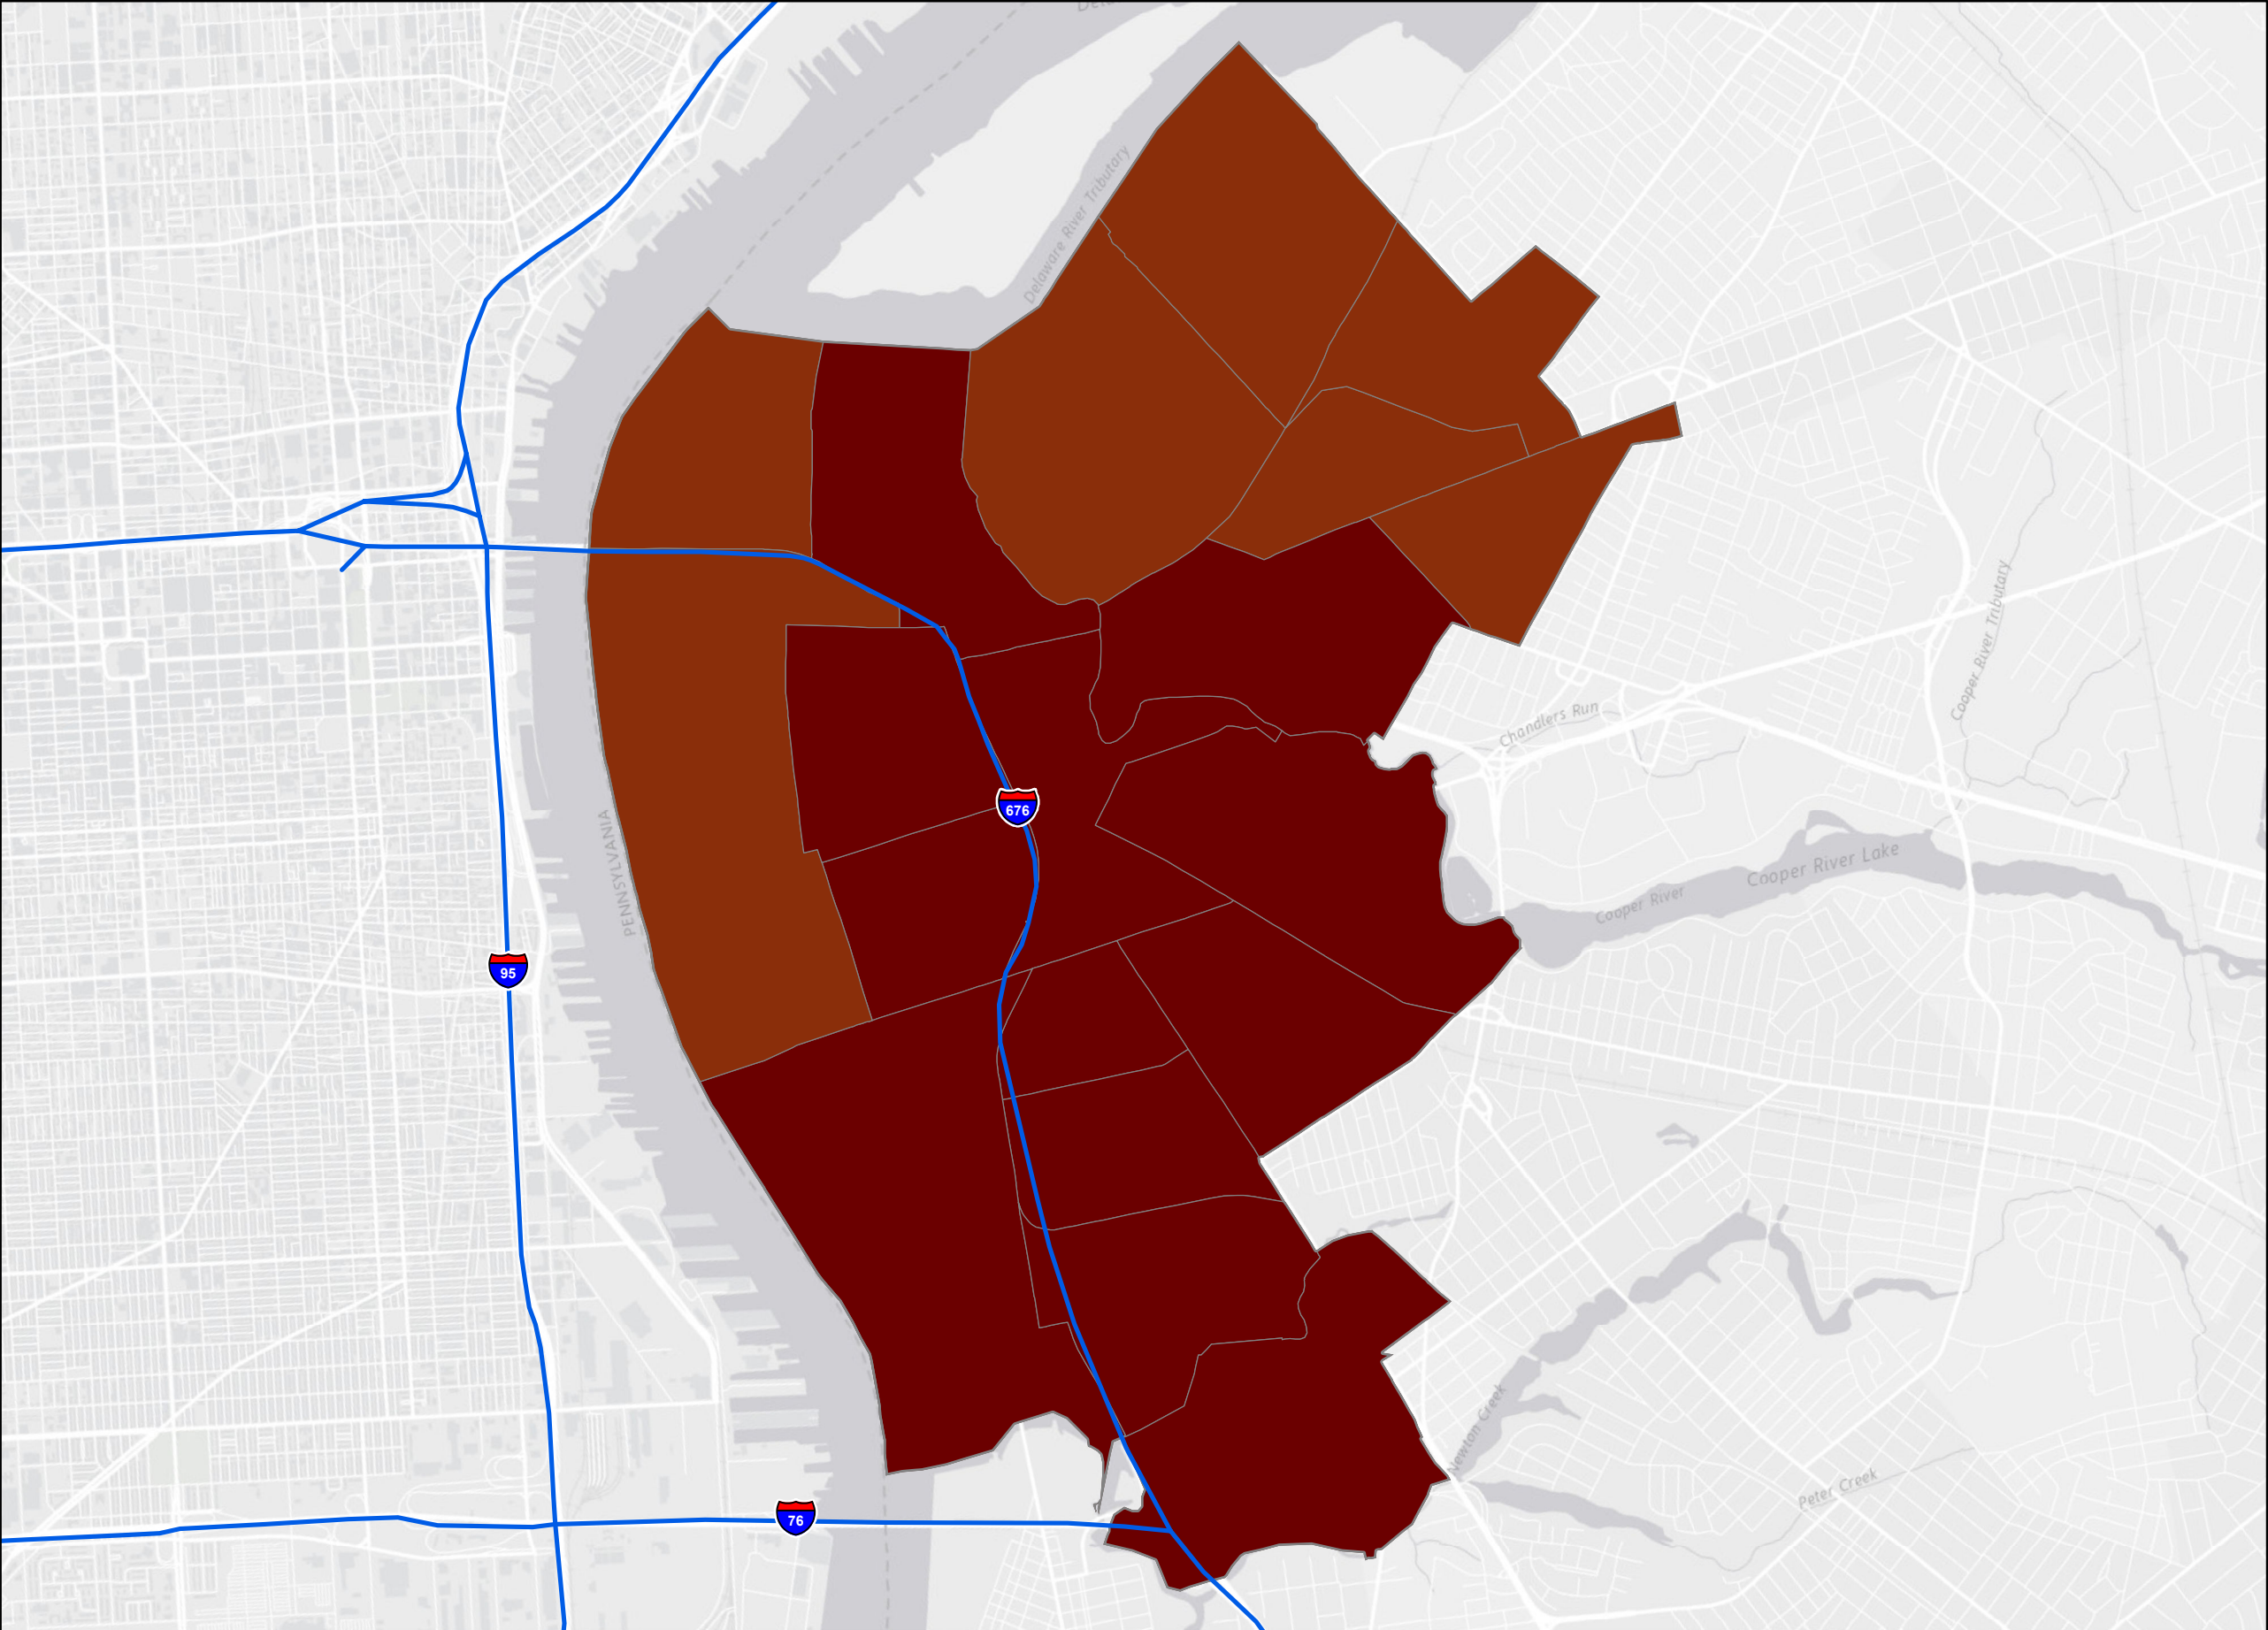 Delaware River Tributary
Cooper River Tributary
Chandlers Run
676
PENNSYLVANIA
Cooper River Lake
Cooper River
95
Newton Creek
Peter Creek
76